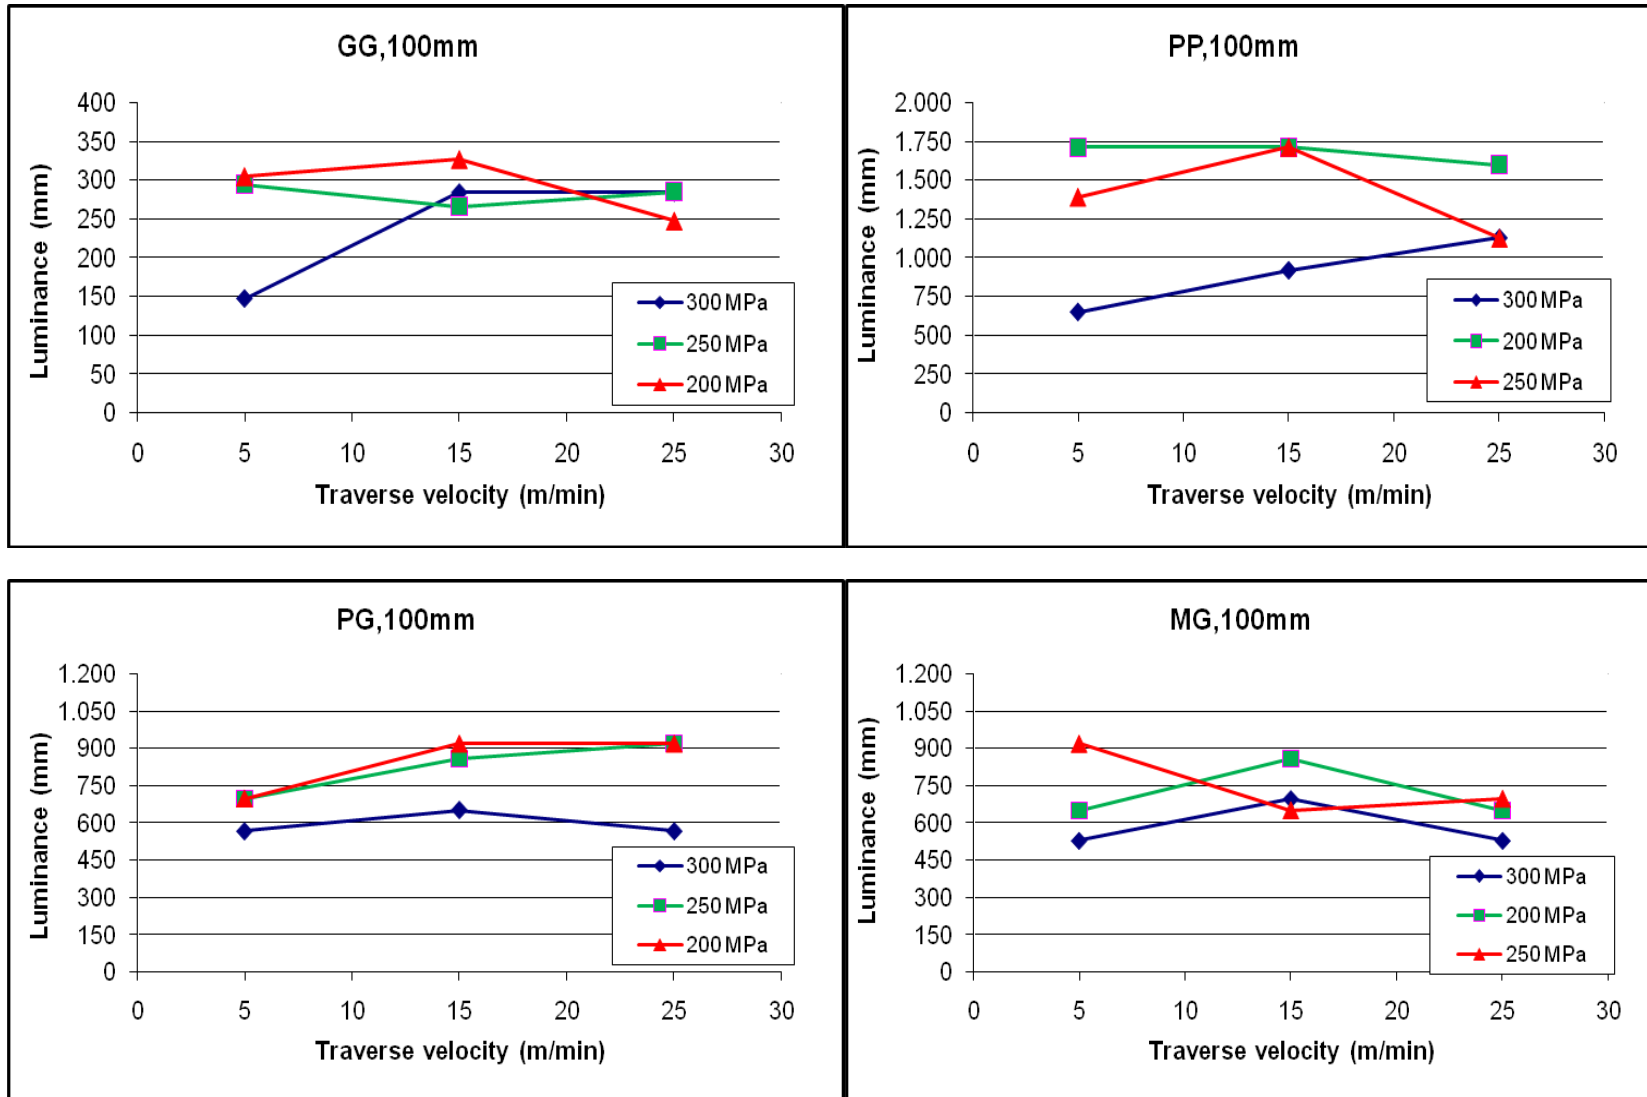 GG,100mm
400
350
300
250
200
150
100
50
0
0 5 10 15 20 25 30
Luminance (mm)
Traverse velocity (m/min)
300 MPa
250 MPa
200 MPa
PP,100mm
2.000
1.750
1.500
1.250
1.000
750
500
250
0
0 5 10 15 20 25 30
Luminance (mm)
Traverse velocity (m/min)
300 MPa
200 MPa
250 MPa
PG,100mm
1.200
1.050
900
750
600
450
300
150
0
0 5 10 15 20 25 30
Luminance (mm)
Traverse velocity (m/min)
300 MPa
250 MPa
200 MPa
MG,100mm
1.200
1.050
900
750
600
450
300
150
0
0 5 10 15 20 25 30
Luminance (mm)
Traverse velocity (m/min)
300 MPa
200 MPa
250 MPa